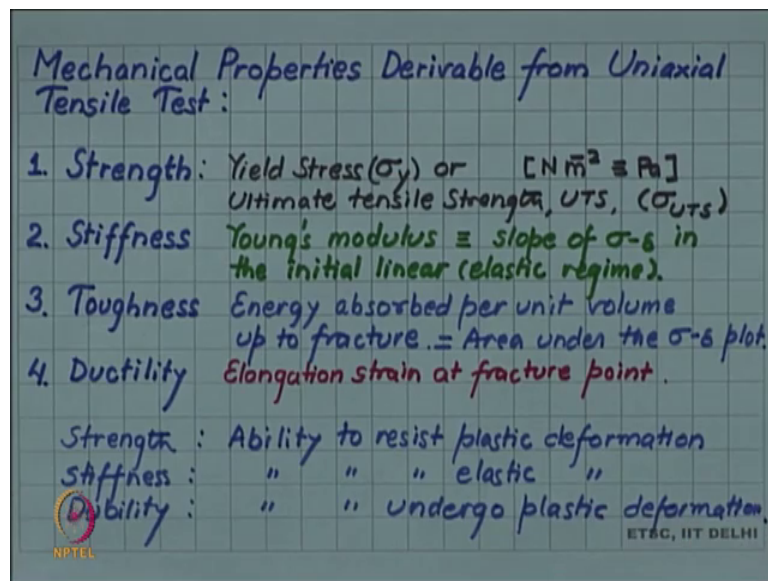 Mechanical Properties Derivable from Uniaxial
Tensile Test :
1. Strength : Yield Stress (σy) or [N m̄² ≡ Pa]
Ultimate tensile Strength, UTS, (σUTS)
2. Stiffness Young's modulus ≡ slope of σ-ε in
the initial linear (elastic regime).
3. Toughness Energy absorbed per unit volume
up to fracture. = Area under the σ-ε plot.
4. Ductility Elongation strain at fracture point.
Strength : Ability to resist plastic deformation
Stiffness : " " " elastic "
Ductility : " " undergo plastic deformation.
ETSC, IIT DELHI
NPTEL